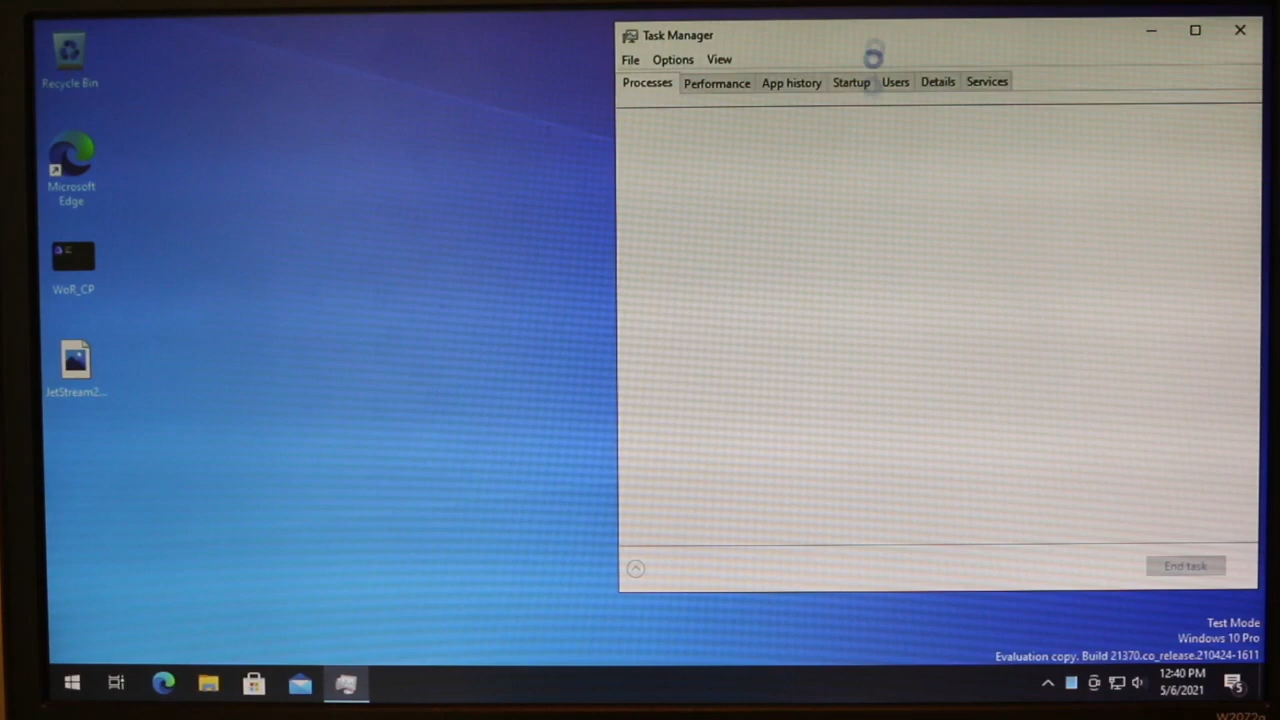 Recycle Bin
Microsoft
Edge
WoR_CP
JetStream2...
Task Manager
File Options View
Processes Performance App history Startup Users Details Services
End task
Test Mode
Windows 10 Pro
Evaluation copy. Build 21370.co_release.210424-1611
12:40 PM
5/6/2021
5